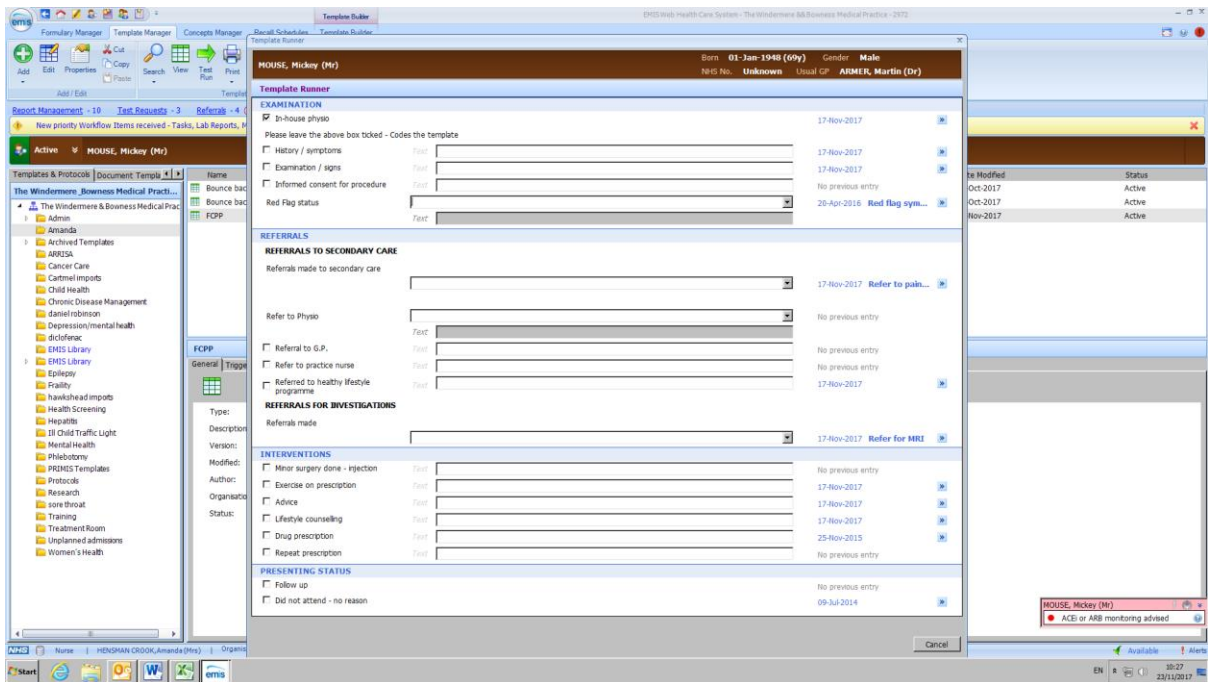 emis
Template Builder
EMIS Web Health Care System - The Windermere && Bowness Medical Practice - 2972
Formulary Manager Template Manager Concepts Manager Recall Schedules Template Builder
Add Edit Properties Cut Copy Paste Search View Test Run Print
Add / Edit Templat
Report Management - 10 Test Requests - 3 Referrals - 4
New priority Workflow Items received - Tasks, Lab Reports, M
Active MOUSE, Mickey (Mr)
Templates & Protocols Document Templa
The Windermere_Bowness Medical Practi...
The Windermere & Bowness Medical Prac
Admin
Amanda
Archived Templates
ARRISA
Cancer Care
Cartmel imports
Child Health
Chronic Disease Management
daniel robinson
Depression/mental health
diclofenac
EMIS Library
EMIS Library
Epilepsy
Fraility
hawkshead imports
Health Screening
Hepatitis
Ill Child Traffic Light
Mental Health
Phlebotomy
PRIMIS Templates
Protocols
Research
sore throat
Training
Treatment Room
Unplanned admissions
Women's Health
Name
Bounce bac
Bounce bac
FCPP
FCPP
General Trigge
Type:
Description
Version:
Modified:
Author:
Organisatio
Status:
Template Runner
MOUSE, Mickey (Mr)
Born 01-Jan-1948 (69y) Gender Male
NHS No. Unknown Usual GP ARMER, Martin (Dr)
Template Runner
EXAMINATION
In-house physio 17-Nov-2017
Please leave the above box ticked - Codes the template
History / symptoms Text 17-Nov-2017
Examination / signs Text 17-Nov-2017
Informed consent for procedure Text No previous entry
Red Flag status 20-Apr-2016 Red flag sym...
Text
REFERRALS
REFERRALS TO SECONDARY CARE
Referrals made to secondary care
17-Nov-2017 Refer to pain...
Refer to Physio No previous entry
Text
Referral to G.P. Text No previous entry
Refer to practice nurse Text No previous entry
Referred to healthy lifestyle programme Text 17-Nov-2017
REFERRALS FOR INVESTIGATIONS
Referrals made
17-Nov-2017 Refer for MRI
INTERVENTIONS
Minor surgery done - injection Text No previous entry
Exercise on prescription Text 17-Nov-2017
Advice Text 17-Nov-2017
Lifestyle counselling Text 17-Nov-2017
Drug prescription Text 25-Nov-2015
Repeat prescription Text No previous entry
PRESENTING STATUS
Follow up No previous entry
Did not attend - no reason 09-Jul-2014
Cancel
te Modified Status
Oct-2017 Active
Oct-2017 Active
Nov-2017 Active
MOUSE, Mickey (Mr)
ACEi or ARB monitoring advised
NHS Nurse | HENSMAN CROOK, Amanda (Mrs) | Organis
Available Alerts
Start emis
EN 10:27
23/11/2017